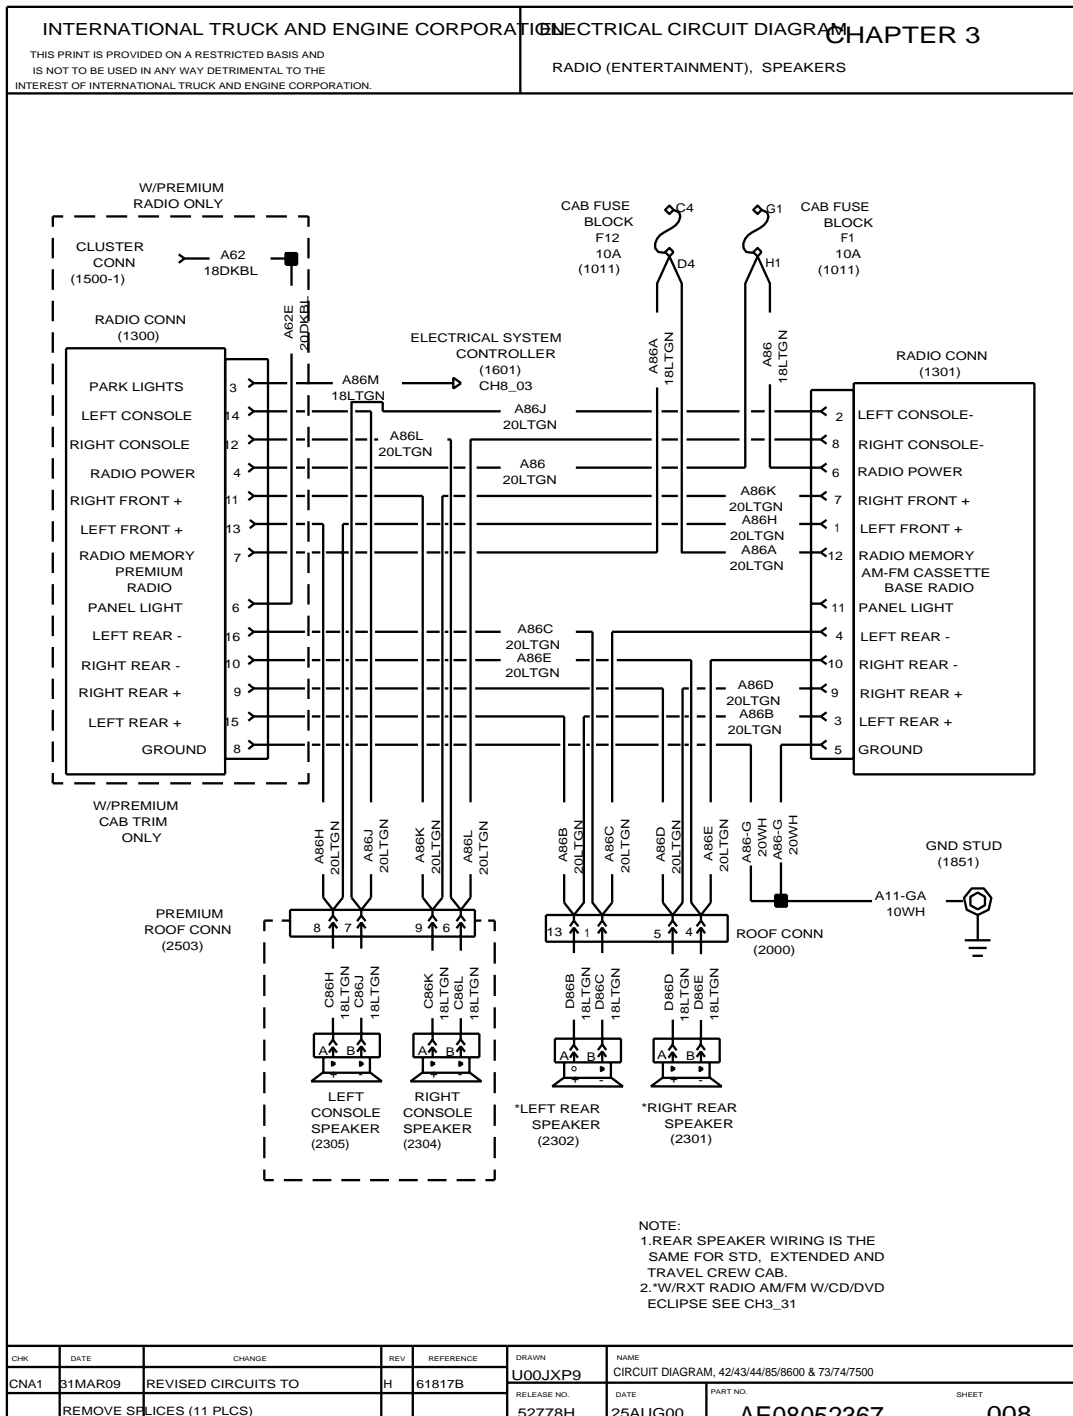 INTERNATIONAL TRUCK AND ENGINE CORPORATION
THIS PRINT IS PROVIDED ON A RESTRICTED BASIS AND
IS NOT TO BE USED IN ANY WAY DETRIMENTAL TO THE
INTEREST OF INTERNATIONAL TRUCK AND ENGINE CORPORATION.
ELECTRICAL CIRCUIT DIAGRAM
CHAPTER 3
RADIO (ENTERTAINMENT), SPEAKERS
W/PREMIUM
RADIO ONLY
CLUSTER
CONN
(1500-1)
A62
18DKBL
A62E
20DKBL
RADIO CONN
(1300)
PARK LIGHTS 3
LEFT CONSOLE 14
RIGHT CONSOLE 12
RADIO POWER 4
RIGHT FRONT + 11
LEFT FRONT + 13
RADIO MEMORY 7
PREMIUM
RADIO
PANEL LIGHT 6
LEFT REAR - 16
RIGHT REAR - 10
RIGHT REAR + 9
LEFT REAR + 15
GROUND 8
W/PREMIUM
CAB TRIM
ONLY
A86M
18LTGN
ELECTRICAL SYSTEM
CONTROLLER
(1601)
CH8_03
CAB FUSE
BLOCK
F12
10A
(1011)
C4
D4
G1
H1
CAB FUSE
BLOCK
F1
10A
(1011)
A86A
18LTGN
A86
18LTGN
A86J
20LTGN
A86L
20LTGN
A86
20LTGN
A86K
20LTGN
A86H
20LTGN
A86A
20LTGN
A86C
20LTGN
A86E
20LTGN
A86D
20LTGN
A86B
20LTGN
RADIO CONN
(1301)
2 LEFT CONSOLE-
8 RIGHT CONSOLE-
6 RADIO POWER
7 RIGHT FRONT +
1 LEFT FRONT +
12 RADIO MEMORY
AM-FM CASSETTE
BASE RADIO
11 PANEL LIGHT
4 LEFT REAR -
10 RIGHT REAR -
9 RIGHT REAR +
3 LEFT REAR +
5 GROUND
A86H
20LTGN
A86J
20LTGN
A86K
20LTGN
A86L
20LTGN
A86B
20LTGN
A86C
20LTGN
A86D
20LTGN
A86E
20LTGN
A86-G
20WH
A86-G
20WH
GND STUD
(1851)
A11-GA
10WH
PREMIUM
ROOF CONN
(2503)
8 7 9 6
13 1 5 4
ROOF CONN
(2000)
C86H
18LTGN
C86J
18LTGN
C86K
18LTGN
C86L
18LTGN
D86B
18LTGN
D86C
18LTGN
D86D
18LTGN
D86E
18LTGN
A B
+ -
A B
+ -
A B
+ -
A B
+ -
LEFT
CONSOLE
SPEAKER
(2305)
RIGHT
CONSOLE
SPEAKER
(2304)
*LEFT REAR
SPEAKER
(2302)
*RIGHT REAR
SPEAKER
(2301)
NOTE:
1.REAR SPEAKER WIRING IS THE
SAME FOR STD, EXTENDED AND
TRAVEL CREW CAB.
2.*W/RXT RADIO AM/FM W/CD/DVD
ECLIPSE SEE CH3_31
CHK DATE CHANGE REV REFERENCE
CNA1 31MAR09 REVISED CIRCUITS TO H 61817B
REMOVE SPLICES (11 PLCS)
DRAWN
U00JXP9
NAME
CIRCUIT DIAGRAM, 42/43/44/85/8600 & 73/74/7500
RELEASE NO.
52778H
DATE
25AUG00
PART NO.
AE08052367
SHEET
008